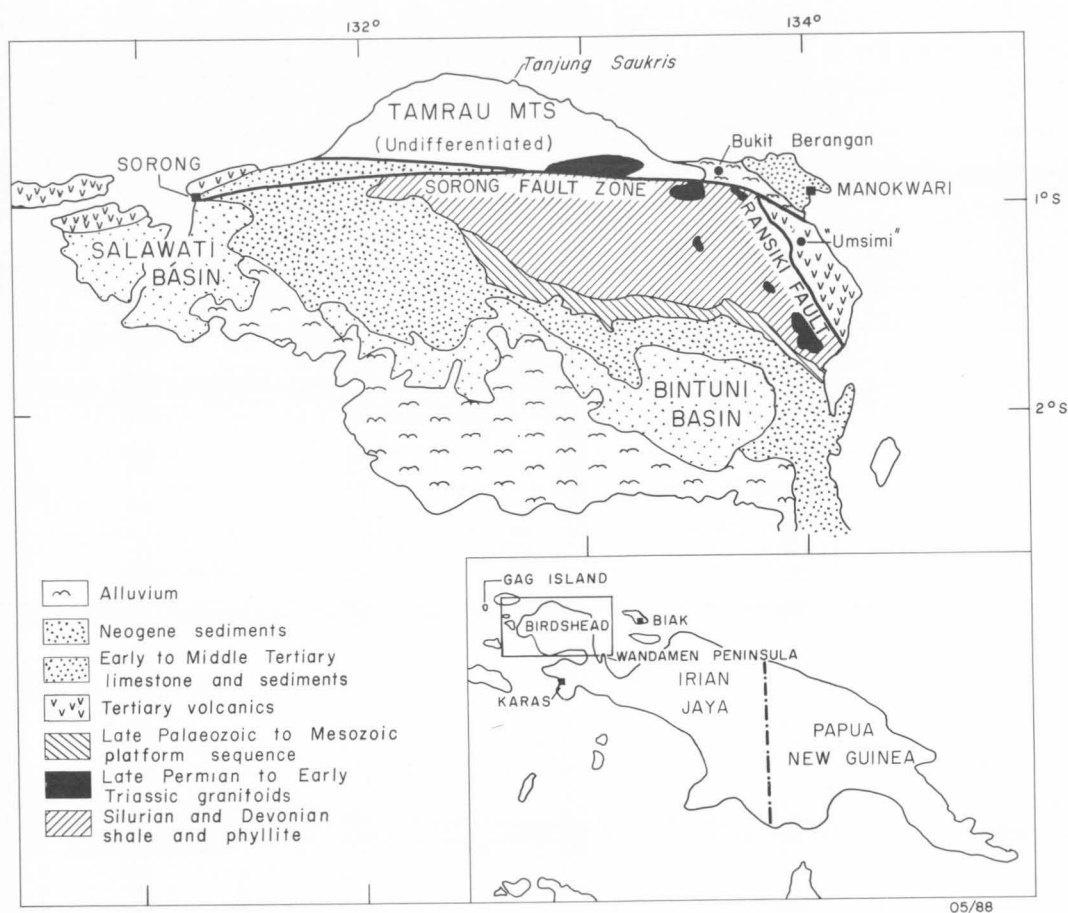 132°
134°
Tanjung Saukris
TAMRAU MTS
(Undifferentiated)
Bukit Berangan
SORONG
SORONG FAULT ZONE
MANOKWARI
1°S
"Umsimi"
RANSIKI FAULT
SALAWATI
BASIN
BINTUNI
BASIN
2°S
Alluvium
Neogene sediments
Early to Middle Tertiary
limestone and sediments
Tertiary volcanics
Late Palaeozoic to Mesozoic
platform sequence
Late Permian to Early
Triassic granitoids
Silurian and Devonian
shale and phyllite
GAG ISLAND
BIRDSHEAD
BIAK
WANDAMEN PENINSULA
KARAS
IRIAN
JAYA
PAPUA
NEW GUINEA
05/88